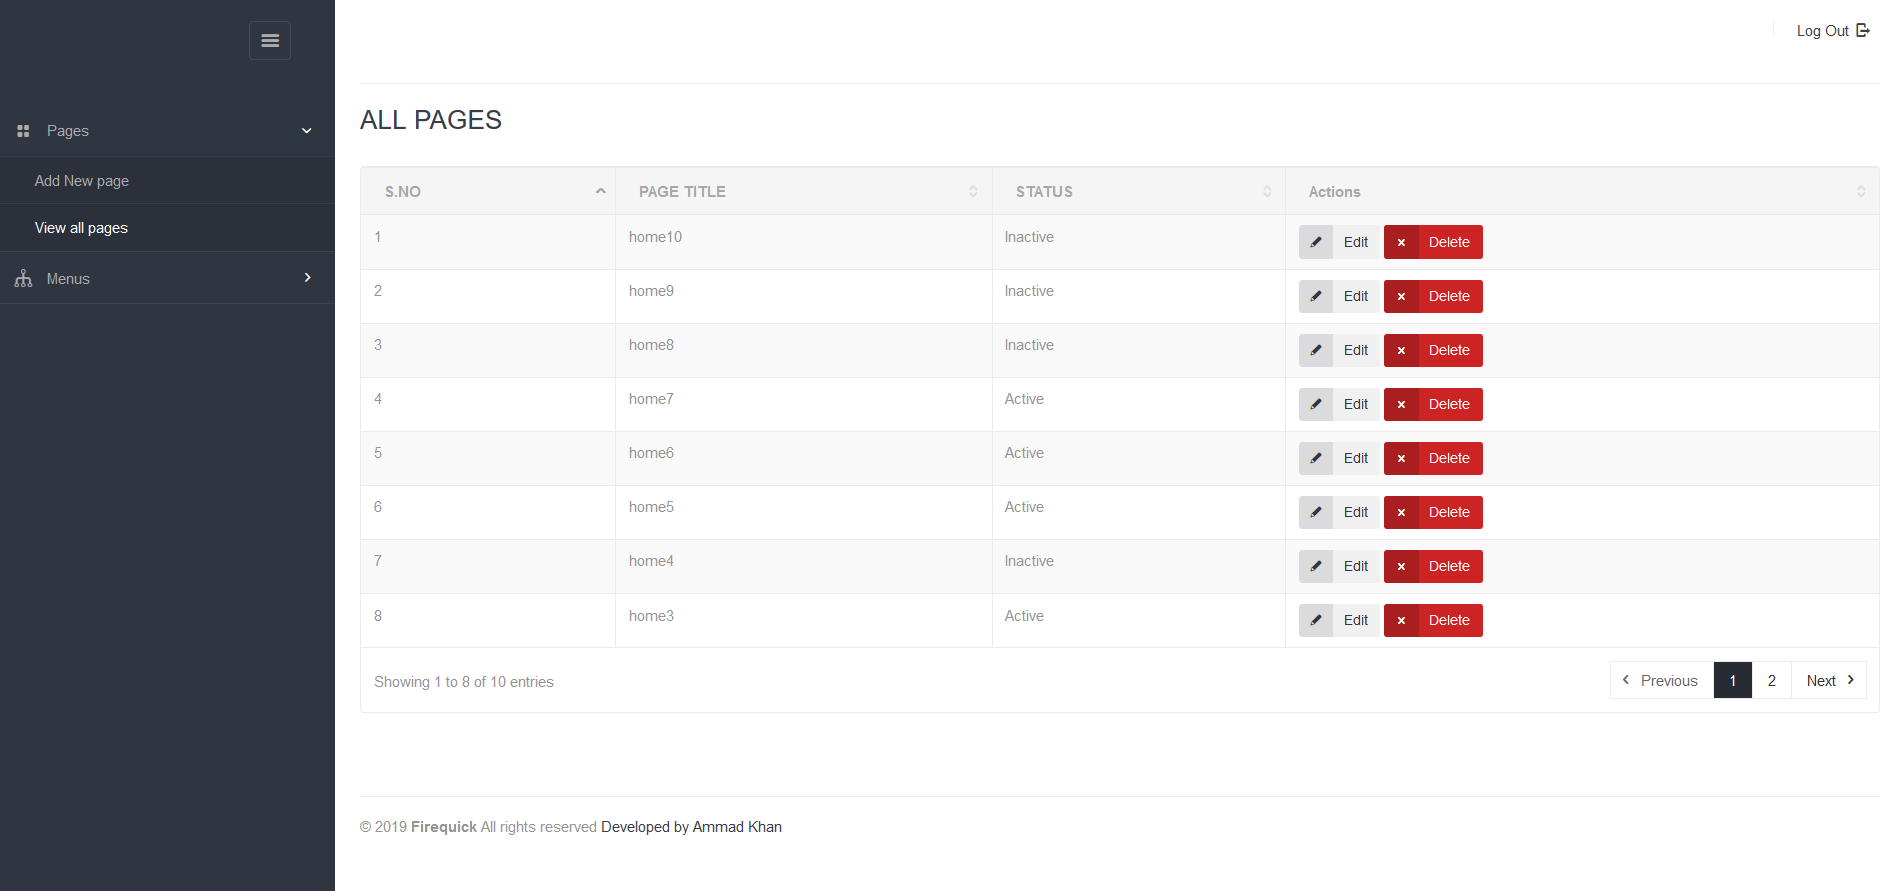 Log Out
Pages
Add New page
View all pages
Menus
ALL PAGES
S.NO PAGE TITLE STATUS Actions
1 home10 Inactive Edit Delete
2 home9 Inactive Edit Delete
3 home8 Inactive Edit Delete
4 home7 Active Edit Delete
5 home6 Active Edit Delete
6 home5 Active Edit Delete
7 home4 Inactive Edit Delete
8 home3 Active Edit Delete
Showing 1 to 8 of 10 entries Previous 1 2 Next
© 2019 Firequick All rights reserved Developed by Ammad Khan